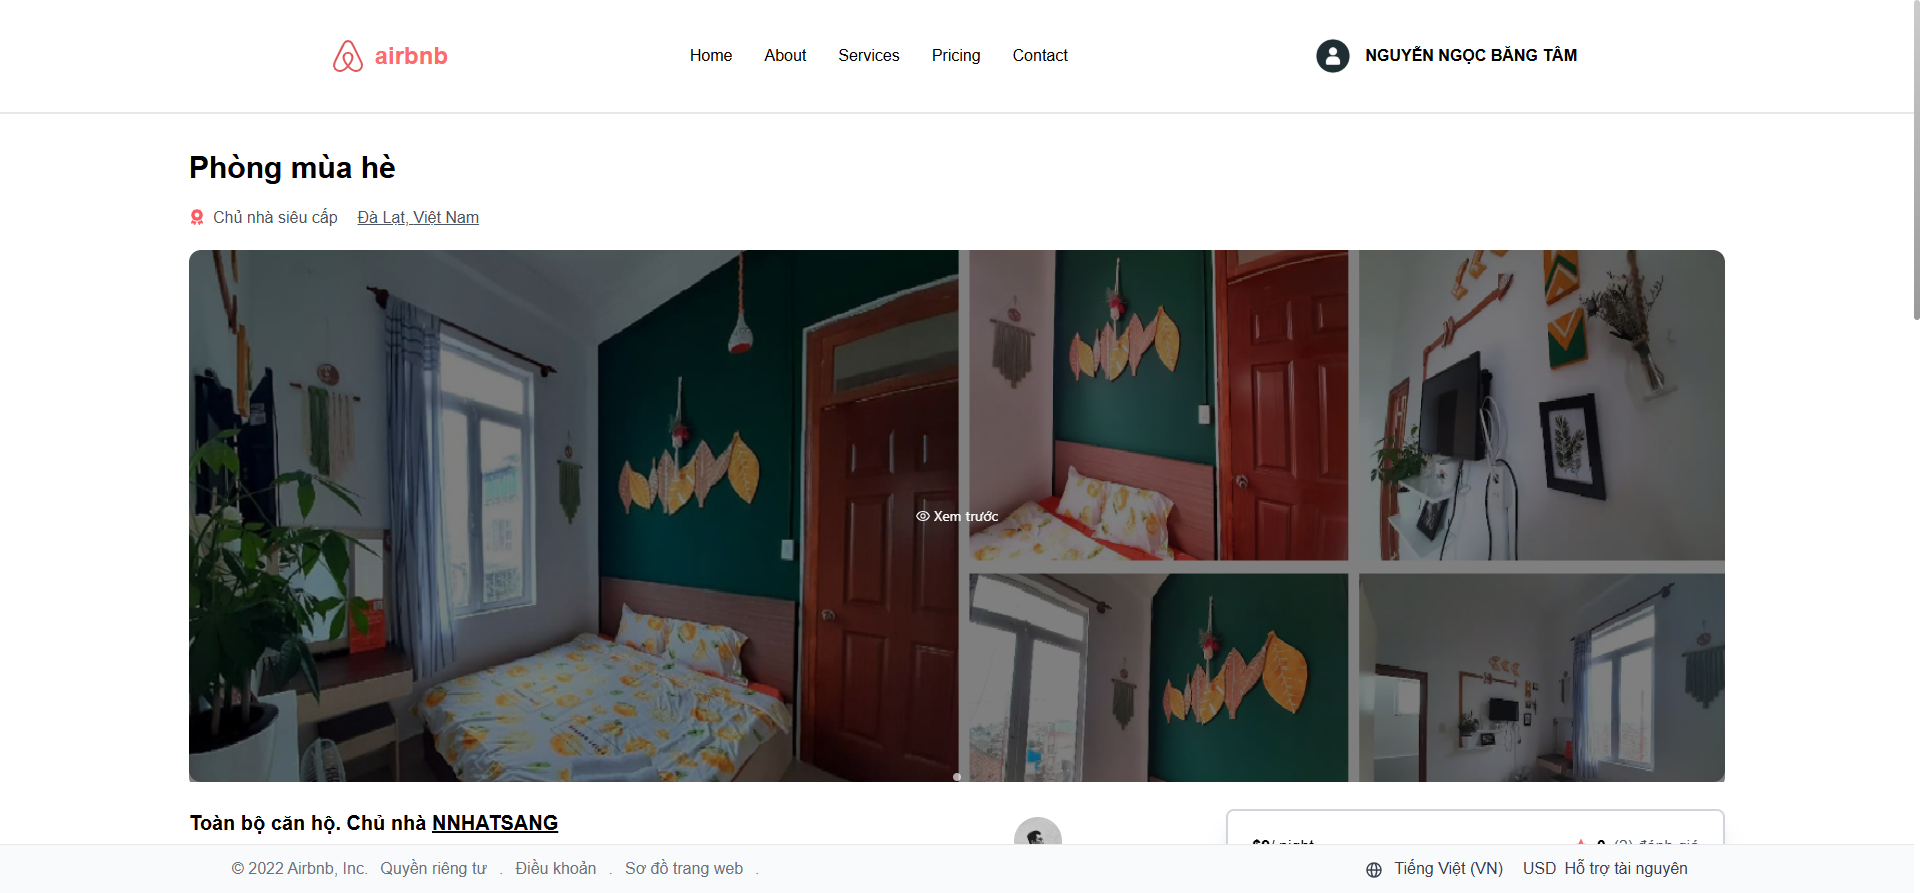 airbnb
Home About Services Pricing Contact
NGUYỄN NGỌC BĂNG TÂM
Phòng mùa hè
Chủ nhà siêu cấp Đà Lạt, Việt Nam
Xem trước
Toàn bộ căn hộ. Chủ nhà NNHATSANG
© 2022 Airbnb, Inc. Quyền riêng tư . Điều khoản . Sơ đồ trang web .
Tiếng Việt (VN) USD Hỗ trợ tài nguyên